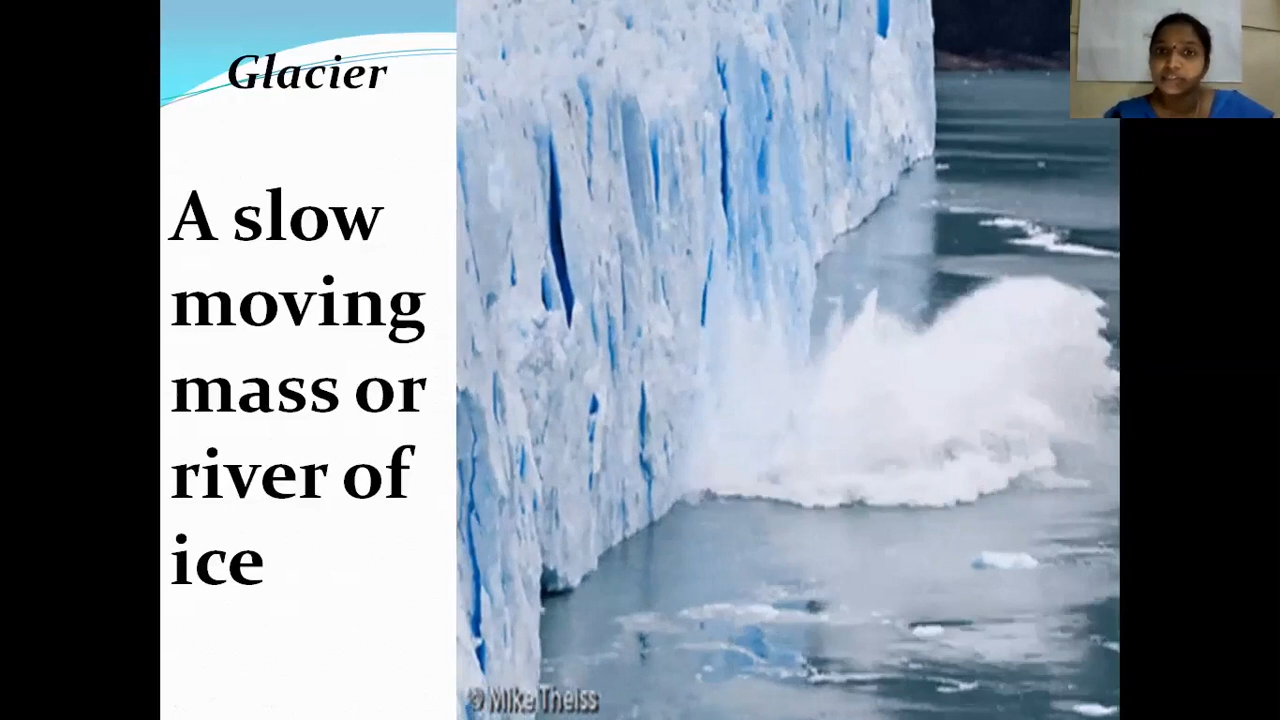 Glacier
A slow
moving
mass or
river of
ice
© Mike Theiss